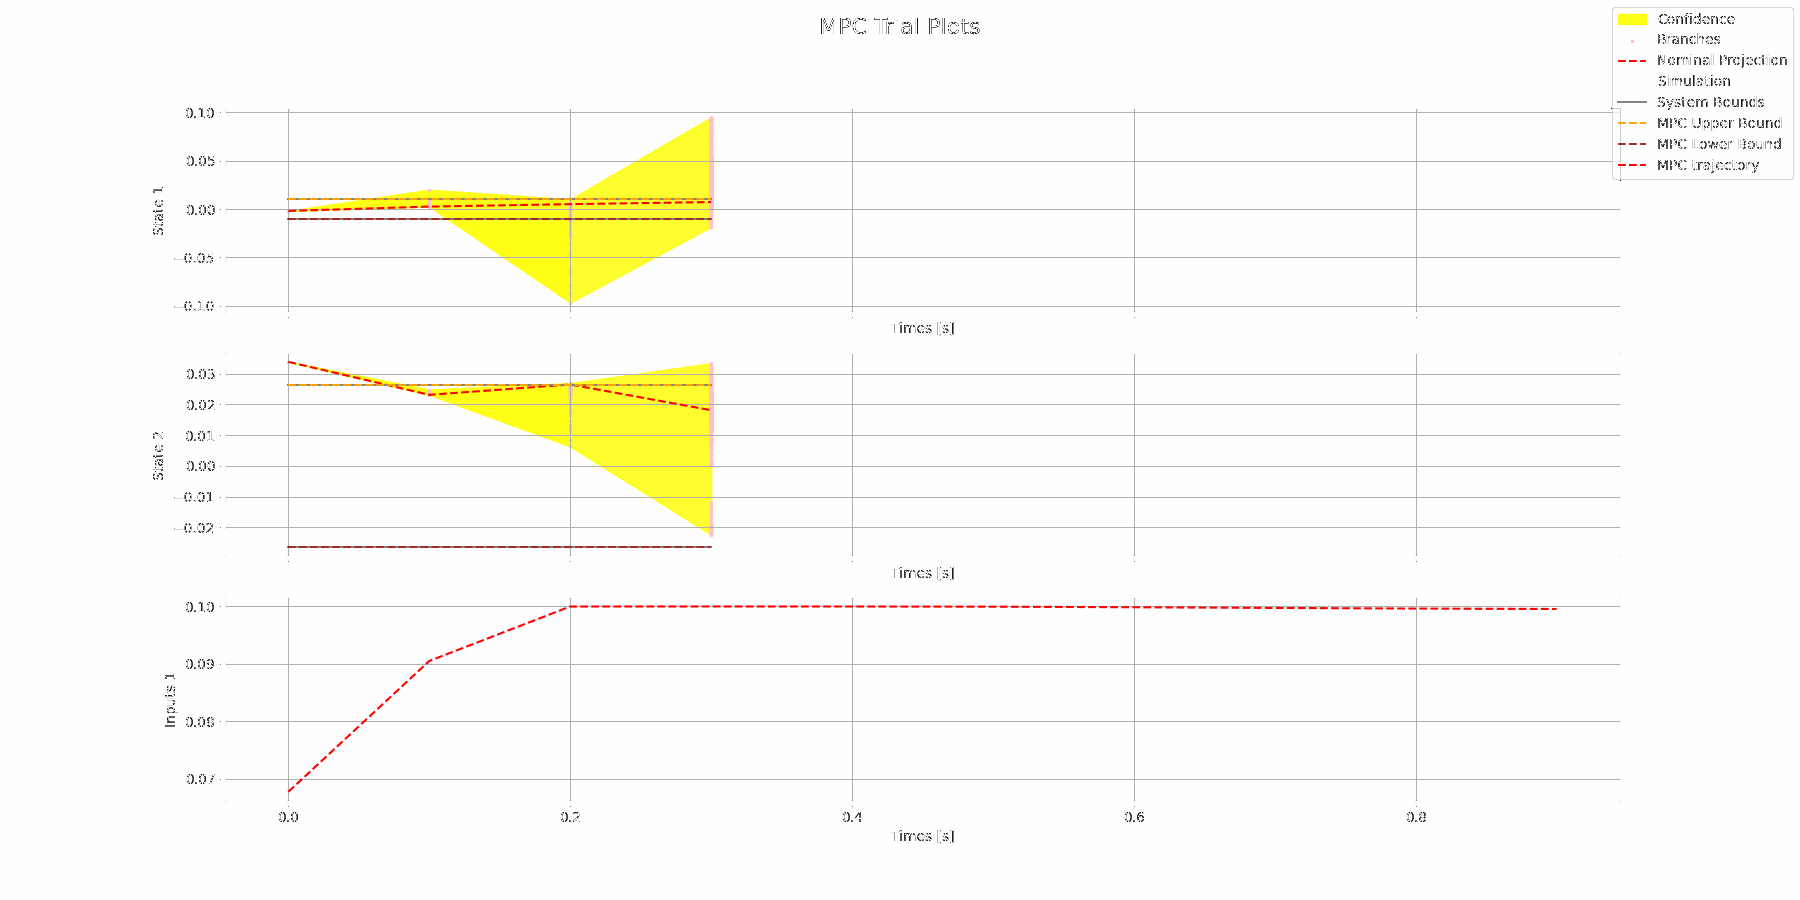 MPC Trial Plots
Confidence
Branches
Nominal Projection
Simulation
System Bounds
MPC Upper Bound
MPC Lower Bound
MPC trajectory
State 1
0.10
0.05
0.00
−0.05
−0.10
Times [s]
State 2
0.03
0.02
0.01
0.00
−0.01
−0.02
Times [s]
Inputs 1
0.10
0.09
0.08
0.07
0.0 0.2 0.4 0.6 0.8
Times [s]